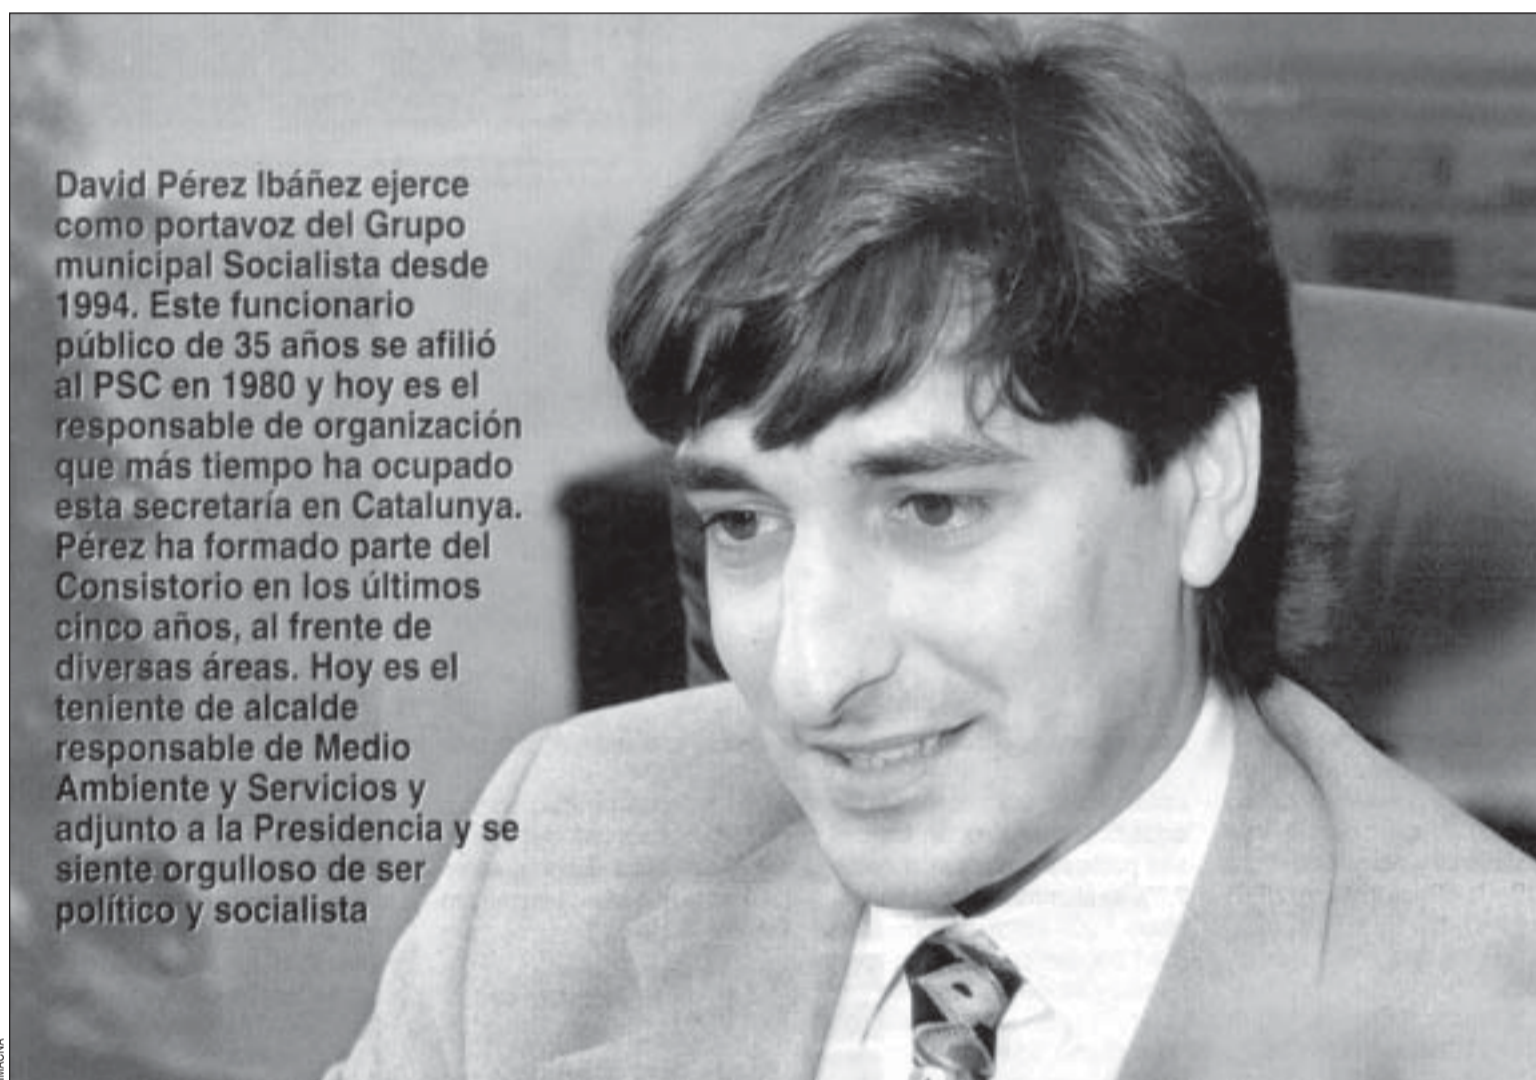 David Pérez Ibáñez ejerce
como portavoz del Grupo
municipal Socialista desde
1994. Este funcionario
público de 35 años se afilió
al PSC en 1980 y hoy es el
responsable de organización
que más tiempo ha ocupado
esta secretaría en Catalunya.
Pérez ha formado parte del
Consistorio en los últimos
cinco años, al frente de
diversas áreas. Hoy es el
teniente de alcalde
responsable de Medio
Ambiente y Servicios y
adjunto a la Presidencia y se
siente orgulloso de ser
político y socialista